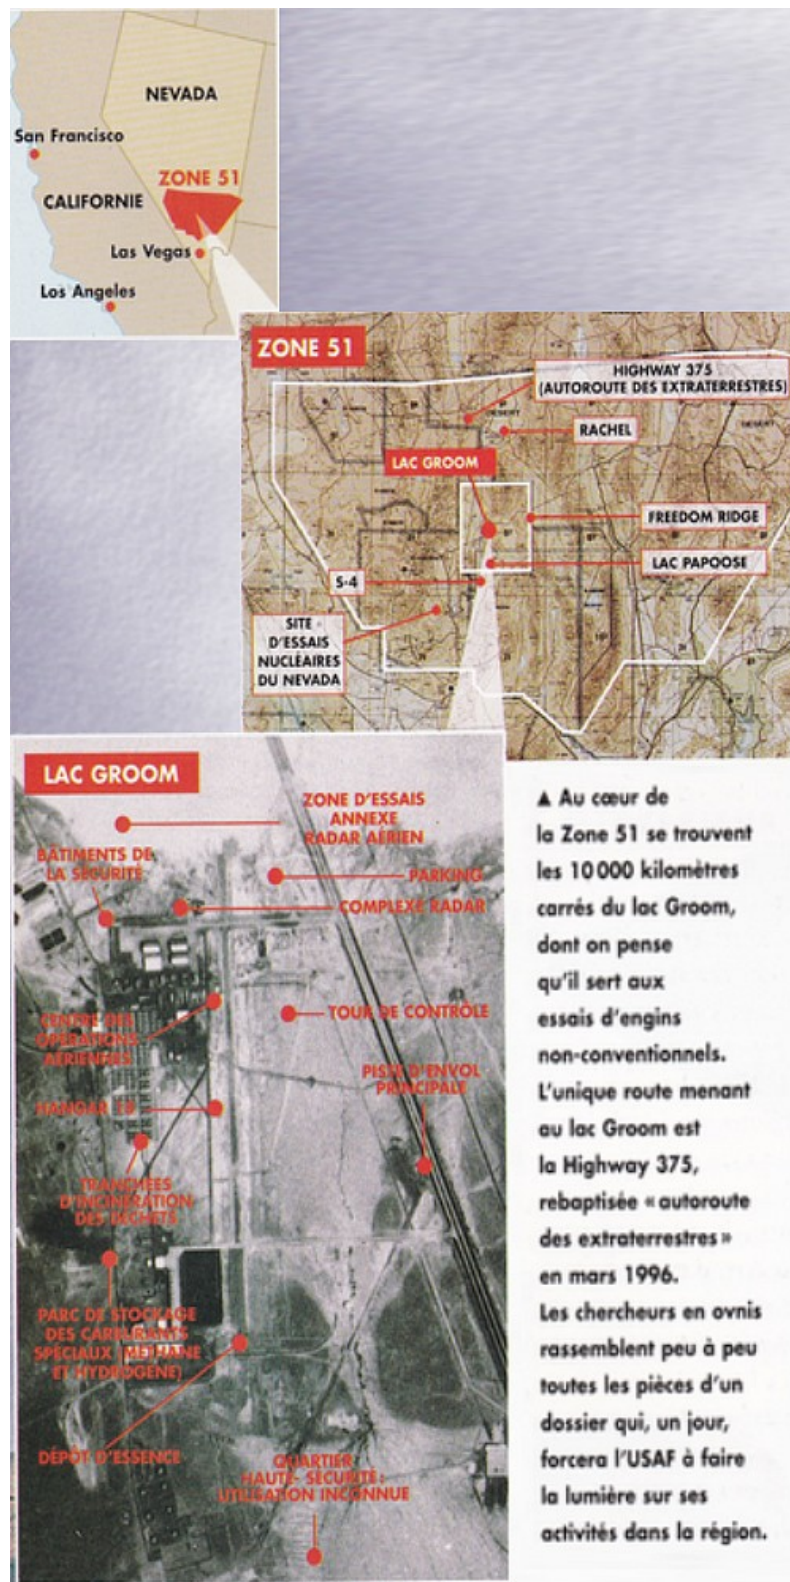 NEVADA
San Francisco
ZONE 51
CALIFORNIE
Las Vegas
Los Angeles
ZONE 51
HIGHWAY 375
(AUTOROUTE DES EXTRATERRESTRES)
RACHEL
LAC GROOM
FREEDOM RIDGE
LAC PAPOOSE
S-4
SITE
D'ESSAIS
NUCLÉAIRES
DU NEVADA
DESERT
DESERT
LAC GROOM
ZONE D'ESSAIS
ANNEXE
RADAR AÉRIEN
BÂTIMENTS DE
LA SÉCURITÉ
PARKING
COMPLEXE RADAR
CENTRE DES
OPÉRATIONS
AÉRIENNES
TOUR DE CONTRÔLE
PISTE D'ENVOL
PRINCIPALE
HANGAR 18
TRANCHÉES
D'INCINÉRATION
DES DÉCHETS
PARC DE STOCKAGE
DES CARBURANTS
SPÉCIAUX (MÉTHANE
ET HYDROGÈNE)
DÉPÔT D'ESSENCE
QUARTIER
HAUTE- SÉCURITÉ :
UTILISATION INCONNUE
▲ Au cœur de
la Zone 51 se trouvent
les 10 000 kilomètres
carrés du lac Groom,
dont on pense
qu'il sert aux
essais d'engins
non-conventionnels.
L'unique route menant
au lac Groom est
la Highway 375,
rebaptisée « autoroute
des extraterrestres »
en mars 1996.
Les chercheurs en ovnis
rassemblent peu à peu
toutes les pièces d'un
dossier qui, un jour,
forcera l'USAF à faire
la lumière sur ses
activités dans la région.